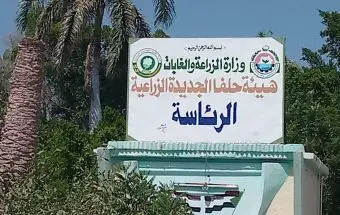 بسم الله الرحمن الرحيم
وزارة الزراعة والغابات
هيئة حلفا الجديدة الزراعية
الرئاسة